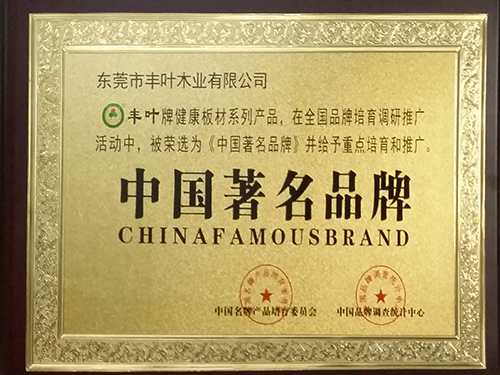 东莞市丰叶木业有限公司
丰叶牌健康板材系列产品，在全国品牌培育调研推广
活动中，被荣选为《中国著名品牌》并给予重点培育和推广。
中国著名品牌
CHINAFAMOUSBRAND
中国名牌产品培育委员会 中国品牌调查统计中心